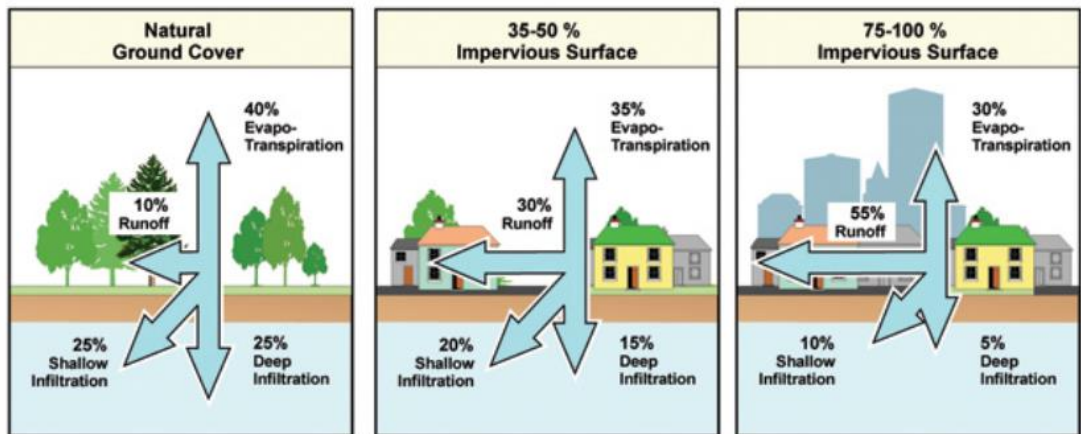 Natural
Ground Cover
40%
Evapo-
Transpiration
10%
Runoff
25%
Shallow
Infiltration
25%
Deep
Infiltration
35-50 %
Impervious Surface
35%
Evapo-
Transpiration
30%
Runoff
20%
Shallow
Infiltration
15%
Deep
Infiltration
75-100 %
Impervious Surface
30%
Evapo-
Transpiration
55%
Runoff
10%
Shallow
Infiltration
5%
Deep
Infiltration